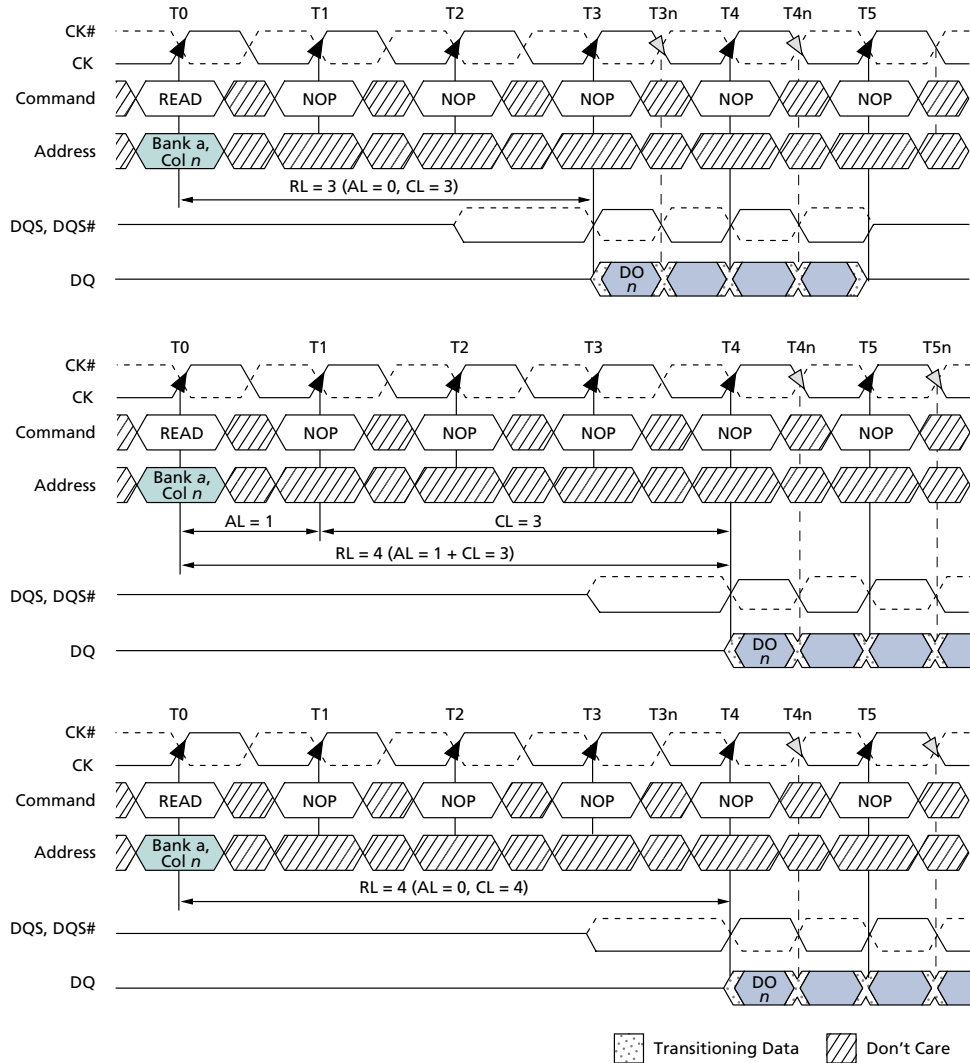 T0 T1 T2 T3 T3n T4 T4n T5
CK#
CK
Command READ NOP NOP NOP NOP NOP
Address Bank a,
Col n
RL = 3 (AL = 0, CL = 3)
DQS, DQS#
DQ DO
n
T0 T1 T2 T3 T4 T4n T5 T5n
CK#
CK
Command READ NOP NOP NOP NOP NOP
Address Bank a,
Col n
AL = 1 CL = 3
RL = 4 (AL = 1 + CL = 3)
DQS, DQS#
DQ DO
n
T0 T1 T2 T3 T3n T4 T4n T5
CK#
CK
Command READ NOP NOP NOP NOP NOP
Address Bank a,
Col n
RL = 4 (AL = 0, CL = 4)
DQS, DQS#
DQ DO
n
Transitioning Data Don't Care